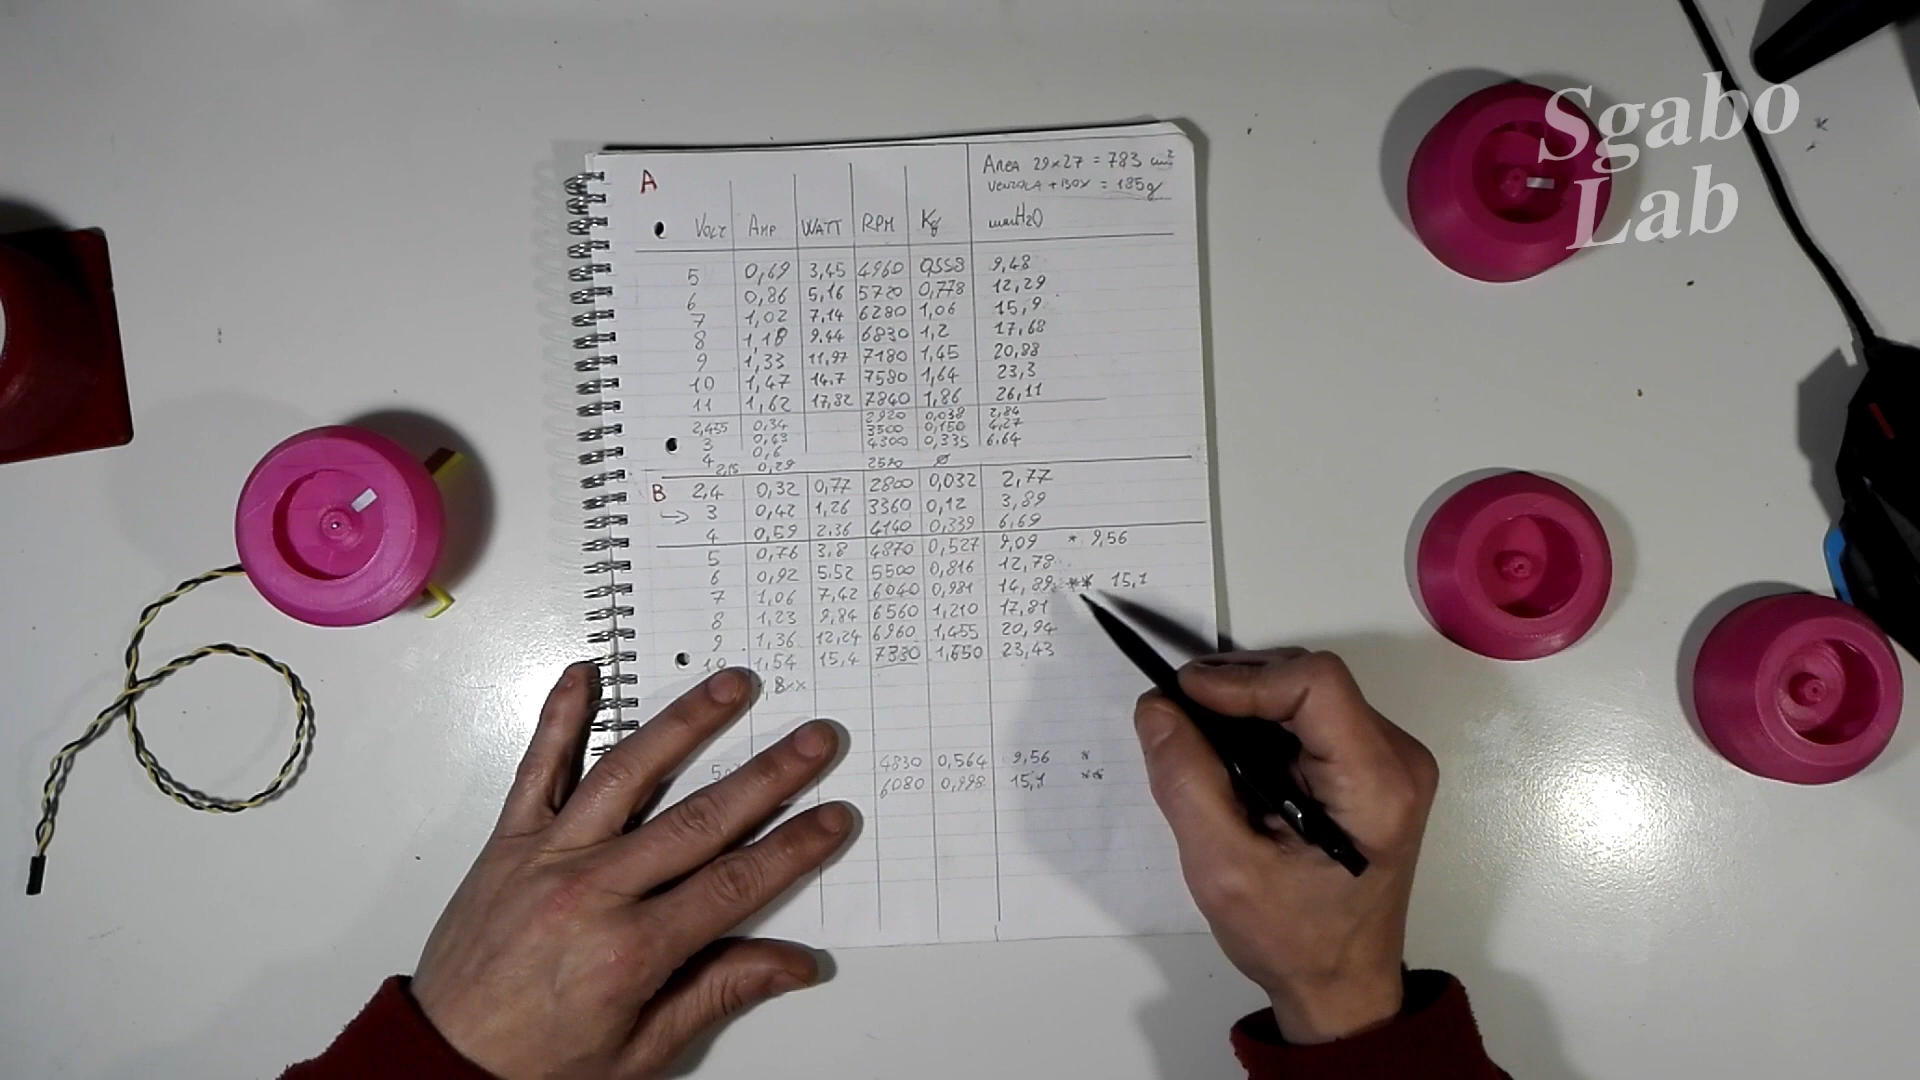 Sgabo
Lab
Area 29x27 = 783 cm²
VENTOLA + BOX = 185g
A
VOLT AMP WATT RPM Kg mmH2O
5 0,69 3,45 4960 0,558 9,48
6 0,86 5,16 5720 0,778 12,29
7 1,02 7,14 6280 1,06 15,9
8 1,18 9.44 6830 1,2 17,68
9 1,33 11,97 7180 1,45 20,88
10 1,47 14.7 7580 1,64 23,3
11 1,62 17,82 7840 1,86 26,11
2,455 0,34 2920 0,038 2,84
3 0,43 3500 0,150 4,27
4 0,6 4300 0,335 6,64
2,15 0,29 2520 Ø
B 2,4 0,32 0,77 2800 0,032 2,77
→ 3 0,42 1,26 3360 0,12 3,89
4 0,59 2,36 4140 0,339 6,69
5 0,76 3,8 4870 0,527 9,09 * 9,56
6 0,92 5.52 5500 0,816 12,78
7 1,06 7,42 6040 0,981 14,89 ** 15,1
8 1,23 9,84 6560 1,210 17,81
9 1,36 12,24 6960 1,455 20,94
10 1,54 15,4 7330 1,650 23,43
4830 0,564 9,56 *
6080 0,998 15,1 **